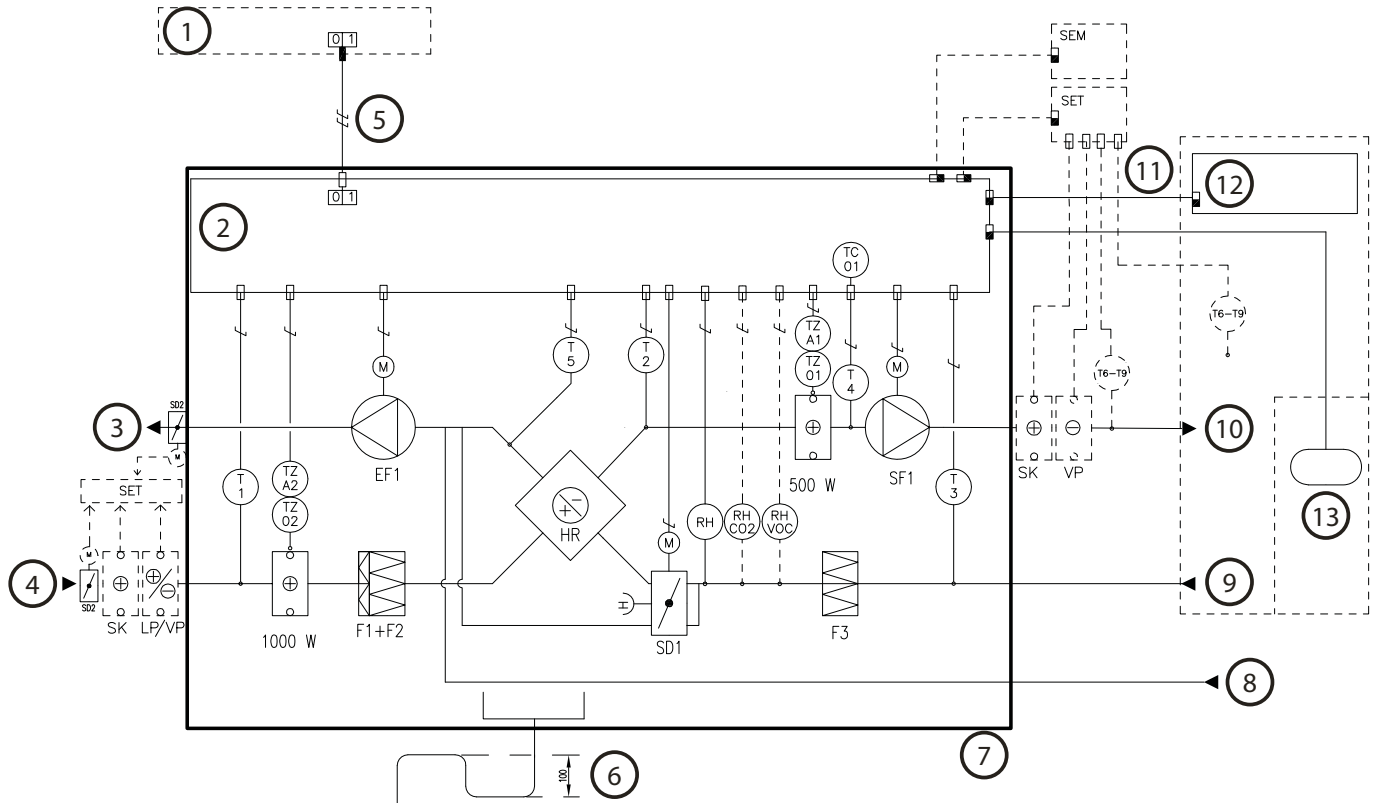 1
SEM
0 1
SET
5
11
12
0 1
2
TC
01
T6-T9
TZ
A1
T
5
T
2
TZ
01
M
M
T
4
T6-T9
SD2
3
10
M
EF1
SF1
SK
VP
TZ
A2
500 W
SET
T
1
T
3
13
TZ
02
RH
RH
CO2
RH
VOC
HR
M
M
4
9
SD2
H
SK
LP/VP
1000 W
F1+F2
SD1
F3
8
7
6
100